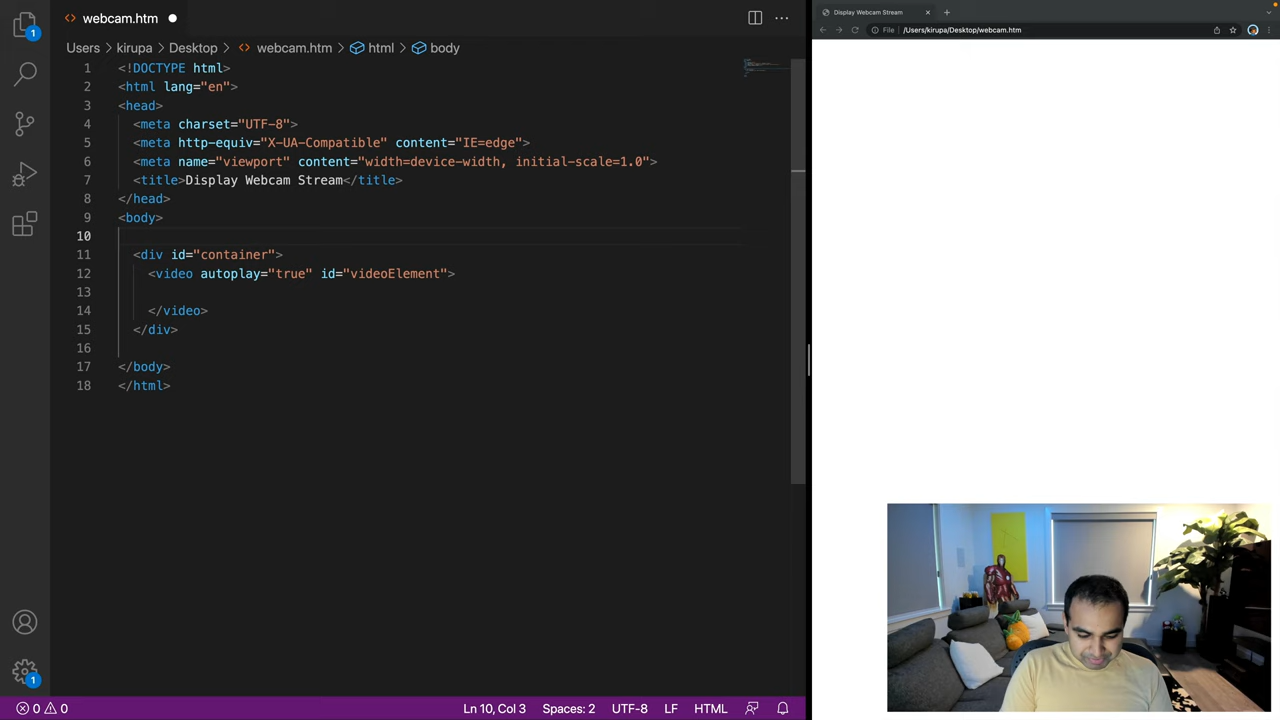 webcam.htm
Users > kirupa > Desktop > webcam.htm > html > body
1 <!DOCTYPE html>
2 <html lang="en">
3 <head>
4 <meta charset="UTF-8">
5 <meta http-equiv="X-UA-Compatible" content="IE=edge">
6 <meta name="viewport" content="width=device-width, initial-scale=1.0">
7 <title>Display Webcam Stream</title>
8 </head>
9 <body>
10
11 <div id="container">
12 <video autoplay="true" id="videoElement">
13
14 </video>
15 </div>
16
17 </body>
18 </html>
1
1
0 0
Ln 10, Col 3
Spaces: 2
UTF-8
LF
HTML
Display Webcam Stream
File
/Users/kirupa/Desktop/webcam.htm